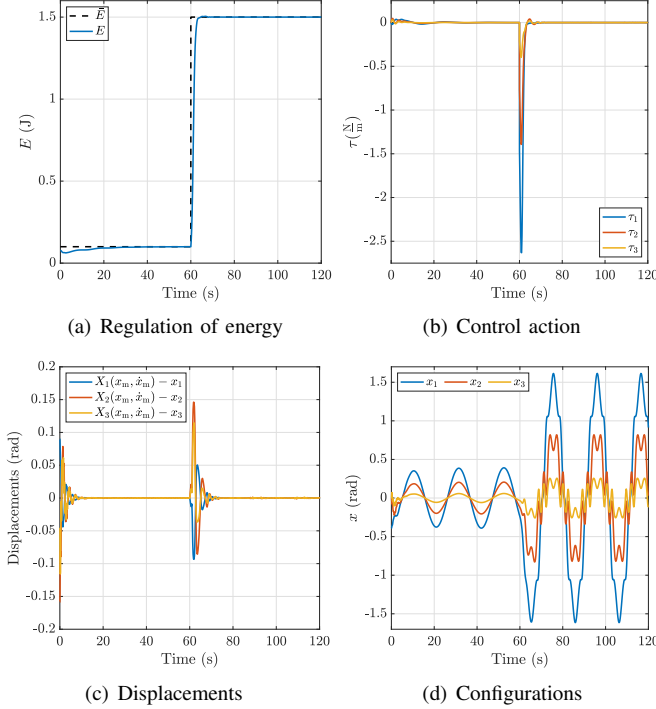 1.5
1
0.5
0
E (J)
Ē
E
0 20 40 60 80 100 120
Time (s)
(a) Regulation of energy
0
-0.5
-1
-1.5
-2
-2.5
τ(N/m)
τ₁
τ₂
τ₃
0 20 40 60 80 100 120
Time (s)
(b) Control action
0.2
0.15
0.1
0.05
0
-0.05
-0.1
-0.15
-0.2
Displacements (rad)
X₁(xₘ, ẋₘ) − x₁
X₂(xₘ, ẋₘ) − x₂
X₃(xₘ, ẋₘ) − x₃
0 20 40 60 80 100 120
Time (s)
(c) Displacements
1.5
1
0.5
0
-0.5
-1
-1.5
x (rad)
x₁ x₂ x₃
0 20 40 60 80 100 120
Time (s)
(d) Configurations